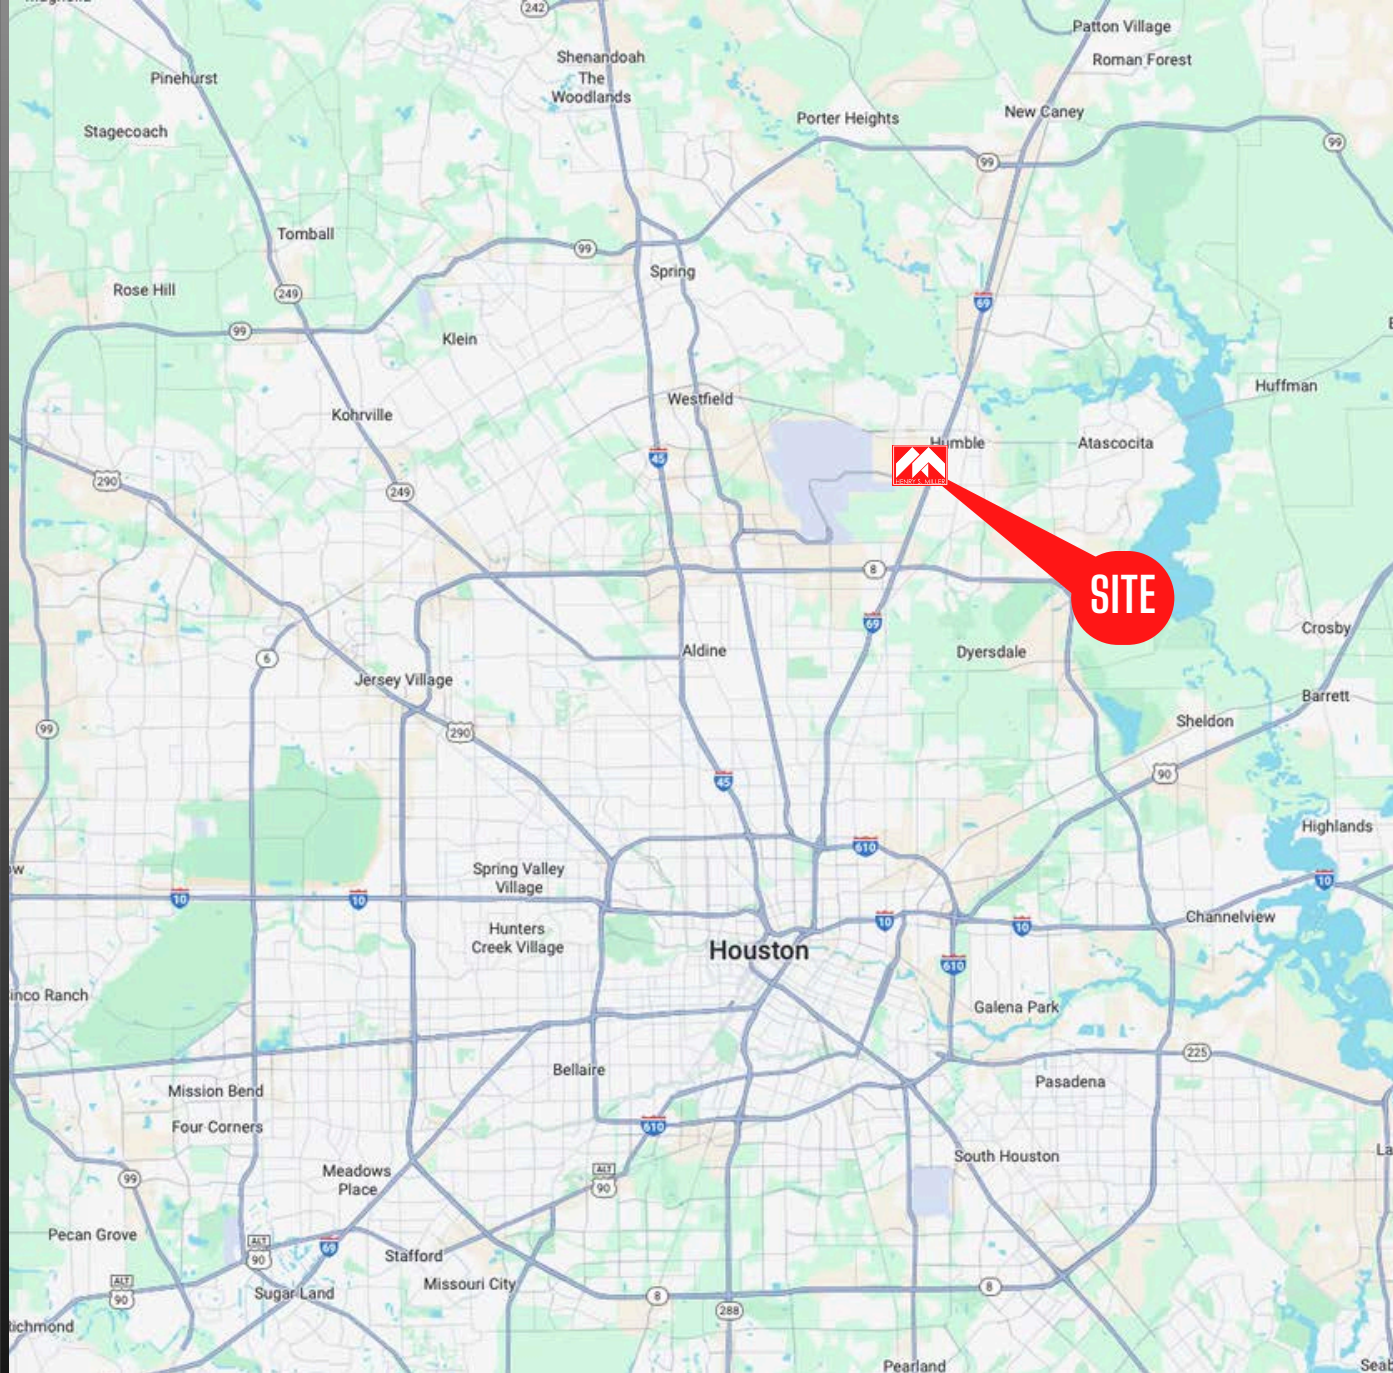 242
Patton Village
Shenandoah
Roman Forest
The
Woodlands
Pinehurst
New Caney
Porter Heights
Stagecoach
99
99
Tomball
99
Spring
Rose Hill
249
69
99
Klein
Huffman
Westfield
Kohrville
Humble
Atascocita
45
HENRY S. MILLER
290
249
8
SITE
69
Crosby
Aldine
Dyersdale
6
Jersey Village
Barrett
Sheldon
99
290
90
45
Highlands
610
Spring Valley
Village
10
10
10
Channelview
10
10
Hunters
Creek Village
Houston
610
Galena Park
225
Bellaire
Pasadena
Mission Bend
Four Corners
610
South Houston
Meadows
Place
ALT
90
99
Pecan Grove
ALT
90
69
Stafford
Missouri City
ALT
90
Sugar Land
8
8
288
Pearland